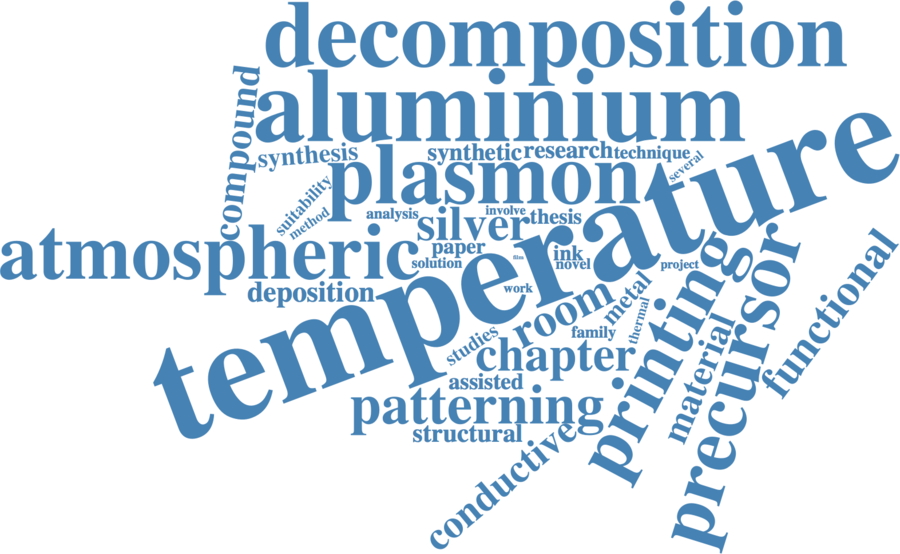 decomposition
compound
aluminium
synthesis
synthetic
research
technique
several
plasmon
temperature
suitability
method
analysis
involve
silver
thesis
atmospheric
paper
ink
solution
film
novel
project
deposition
work
room
metal
printing
precursor
functional
thermal
studies
family
chapter
material
assisted
patterning
structural
conductive